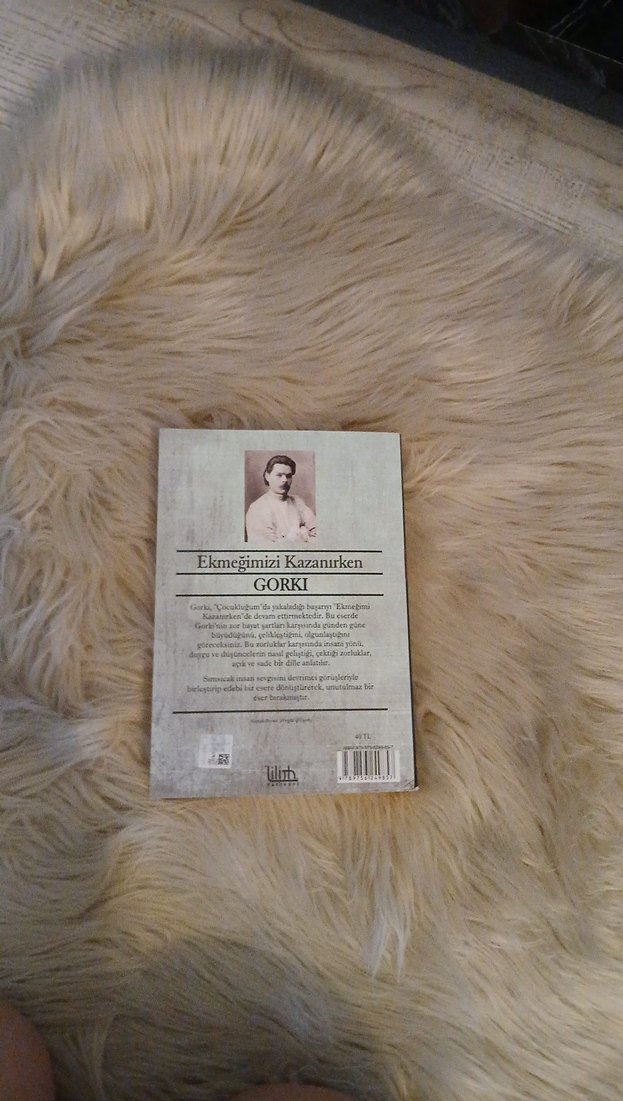 Ekmeğimizi Kazanırken
GORKI
Gorki, 'Çocukluğum'da yakaladığı başarıyı 'Ekmeğimi
Kazanırken'de devam ettirmektedir. Bu eserde
Gorki'nin zor hayat şartları karşısında günden güne
büyüdüğünü, çelikleştiğini, olgunlaştığını
göreceksiniz. Bu zorluklar karşısında insani yönü,
duygu ve düşüncelerin nasıl geliştiği, çektiği zorluklar,
açık ve sade bir dille anlatılır.
Sımsıcak insan sevgisini devrimci görüşleriyle
birleştirip edebi bir esere dönüştürerek, unutulmaz bir
eser bırakmıştır.
40 TL
lilith
9789756249857